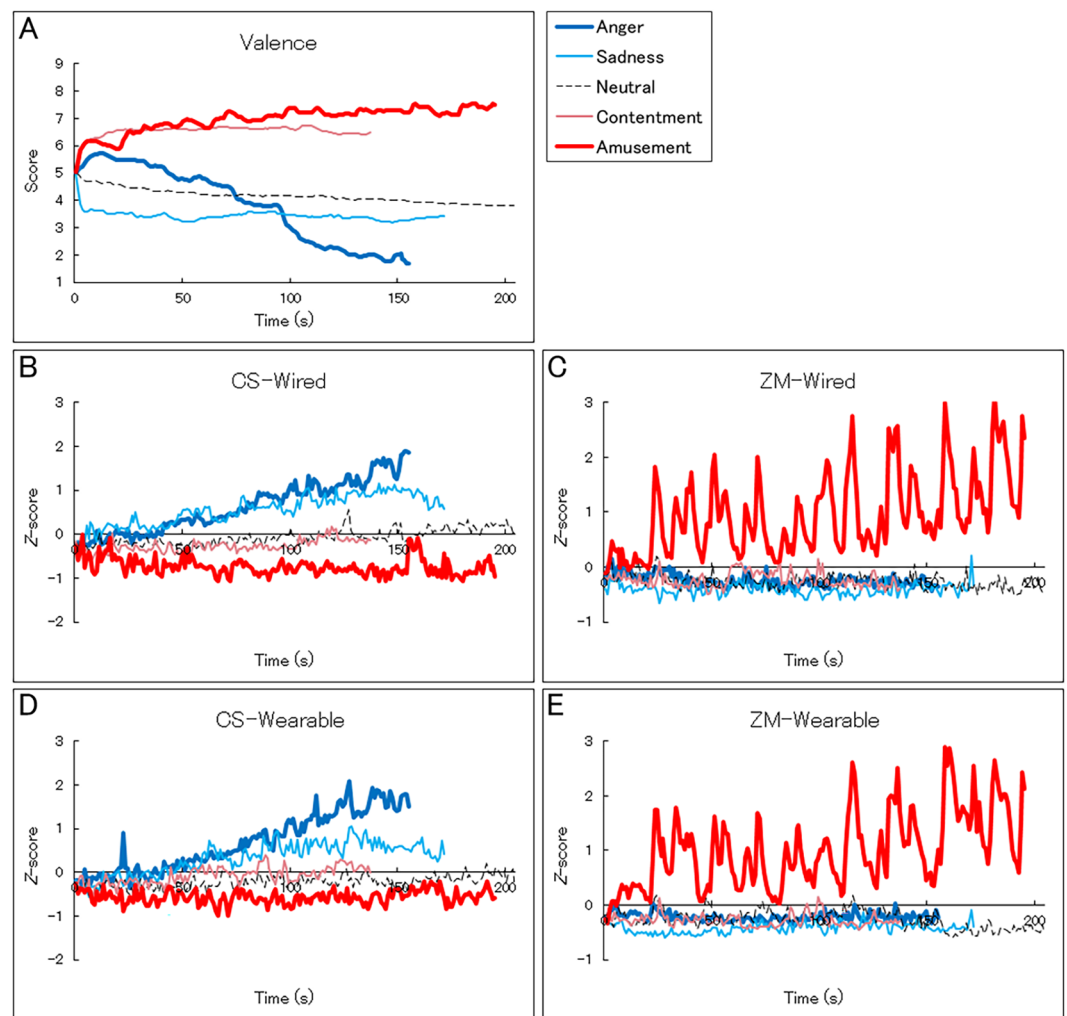 A
Valence
9
8
7
6
5
4
3
2
1
Score
0 50 100 150 200
Time (s)
Anger
Sadness
Neutral
Contentment
Amusement
B
CS-Wired
3
2
1
0
-1
-2
Z-score
0 50 100 150 200
Time (s)
C
ZM-Wired
3
2
1
0
-1
Z-score
0 50 100 150 200
Time (s)
D
CS-Wearable
3
2
1
0
-1
-2
Z-score
0 50 100 150 200
Time (s)
E
ZM-Wearable
3
2
1
0
-1
Z-score
0 50 100 150 200
Time (s)